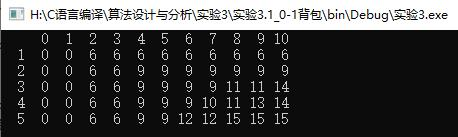 H:\C语言编译\算法设计与分析\实验3\实验3.1_0-1背包\bin\Debug\实验3.exe
0 1 2 3 4 5 6 7 8 9 10
1 0 0 6 6 6 6 6 6 6 6 6
2 0 0 6 6 9 9 9 9 9 9 9
3 0 0 6 6 9 9 9 9 11 11 14
4 0 0 6 6 9 9 9 10 11 13 14
5 0 0 6 6 9 9 12 12 15 15 15